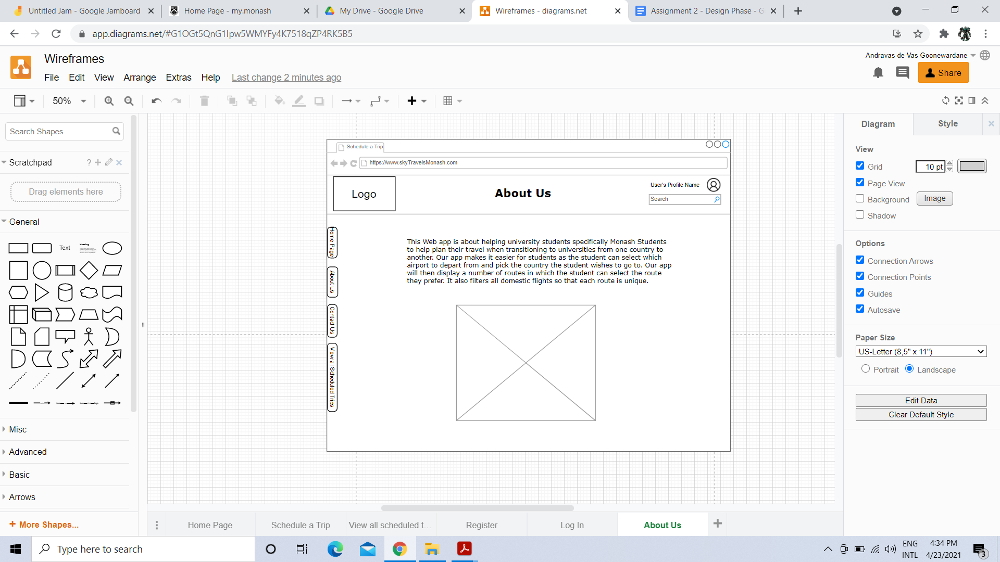 Untitled Jam - Google Jamboard
Home Page - my.monash
My Drive - Google Drive
Wireframes - diagrams.net
Assignment 2 - Design Phase - G
app.diagrams.net/#G1OGt5QnG1Ipw5WMYFy4K7518qZP4RK5B5
Wireframes
Andravas de Vas Goonewardane
File Edit View Arrange Extras Help Last change 2 minutes ago
Share
50%
Search Shapes
Scratchpad
?
Drag elements here
General
Text
Heading
Misc
Advanced
Basic
Arrows
+ More Shapes...
Schedule a Trip
https://www.skyTravelsMonash.com
Logo
About Us
User's Profile Name
Search
Home Page
About Us
Contact Us
View all Scheduled Trips
This Web app is about helping university students specifically Monash Students
to help plan their travel when transitioning to universities from one country to
another. Our app makes it easier for students as the student can select which
airport to depart from and pick the country the student wishes to go to. Our app
will then display a number of routes in which the student can select the route
they prefer. It also filters all domestic flights so that each route is unique.
Diagram
Style
View
Grid
10 pt
Page View
Background
Image
Shadow
Options
Connection Arrows
Connection Points
Guides
Autosave
Paper Size
US-Letter (8,5" x 11")
Portrait Landscape
Edit Data
Clear Default Style
Home Page
Schedule a Trip
View all scheduled t...
Register
Log In
About Us
Type here to search
ENG
INTL
4:34 PM
4/23/2021
3